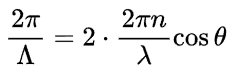 2π/Λ = 2 · 2πn/λ cos θ